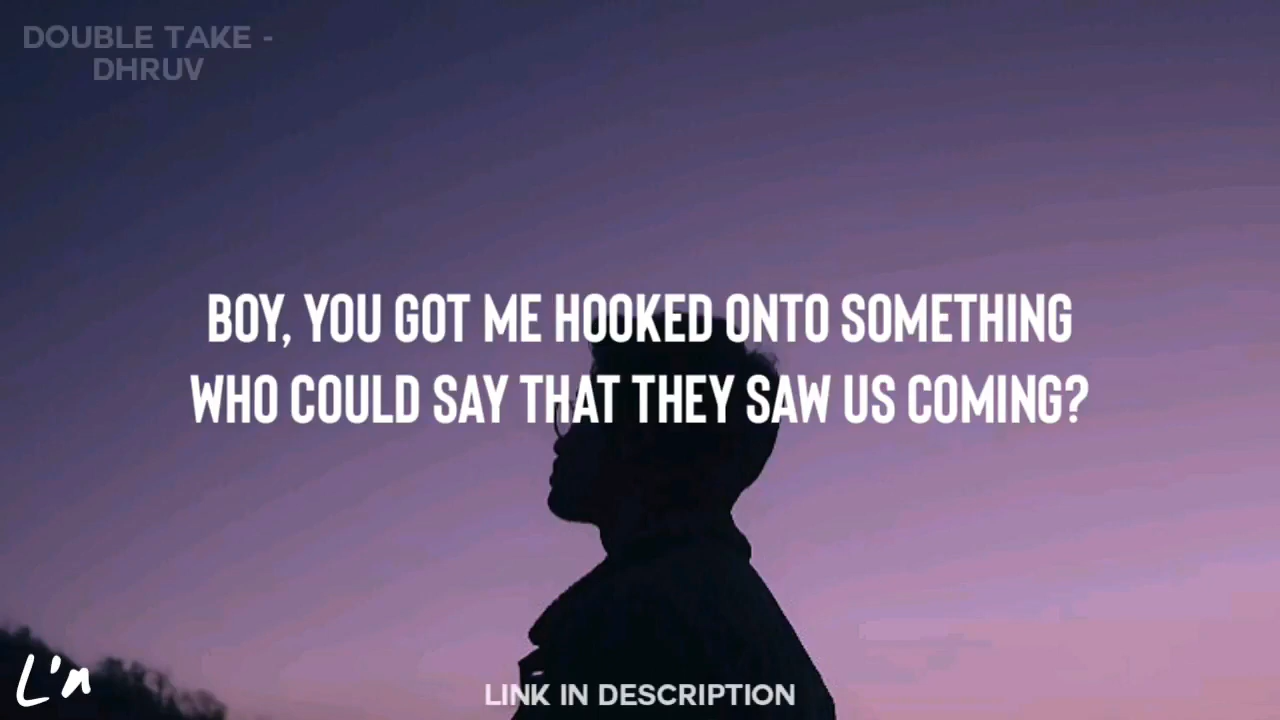 DOUBLE TAKE -
DHRUV
BOY, YOU GOT ME HOOKED ONTO SOMETHING
WHO COULD SAY THAT THEY SAW US COMING?
L'n
LINK IN DESCRIPTION